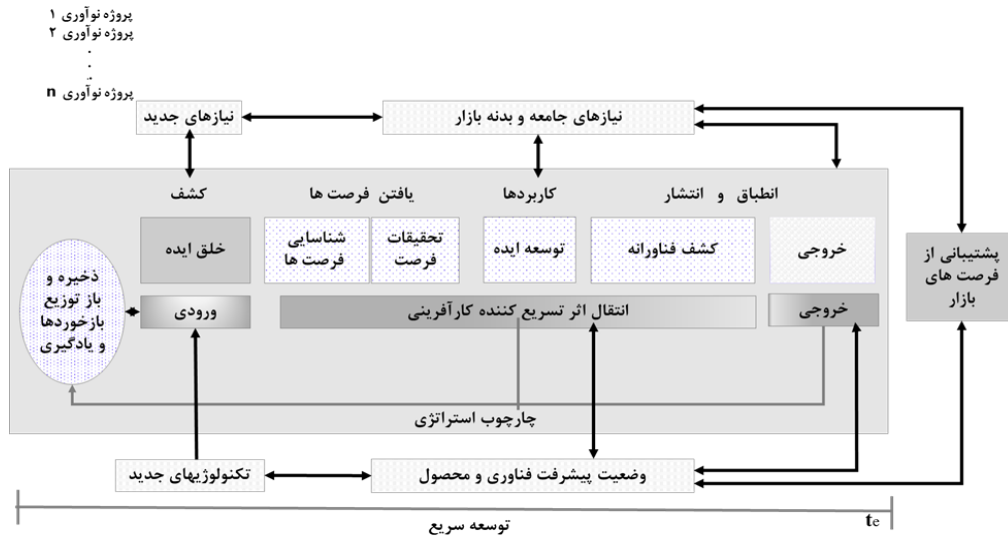 پروژه نوآوری ۱
پروژه نوآوری ۲
.
.
.
پروژه نوآوری n
نیازهای جامعه و بدنه بازار
نیازهای جدید
انطباق و انتشار
کاربردها
یافتن فرصت ها
کشف
خروجی
کشف فناورانه
توسعه ایده
تحقیقات
فرصت
شناسایی
فرصت ها
خلق ایده
پشتیبانی از
فرصت های
بازار
ذخیره و
باز توزیع
بازخوردها
و یادگیری
خروجی
انتقال اثر تسریع کننده کارآفرینی
ورودی
چارچوب استراتژی
وضعیت پیشرفت فناوری و محصول
تکنولوژیهای جدید
te
توسعه سریع